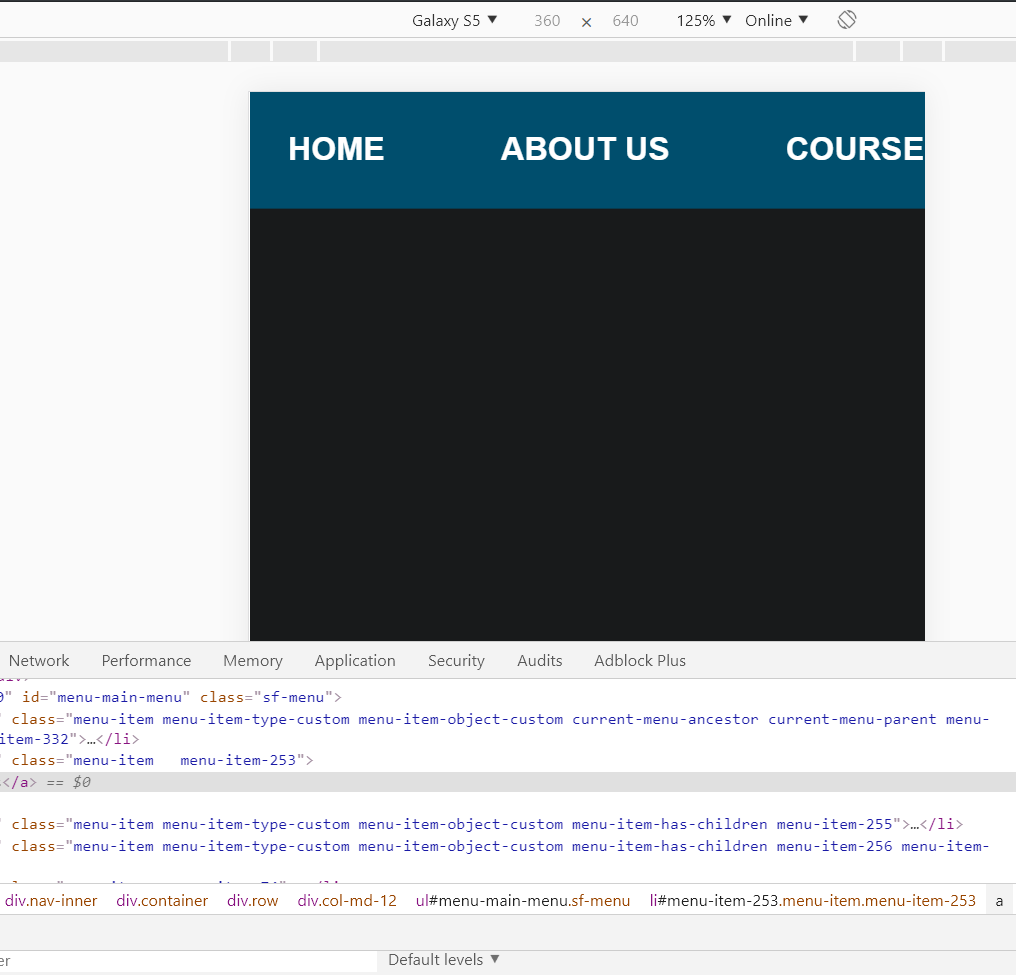 Galaxy S5 ▼ 360 × 640 125% ▼ Online ▼
HOME ABOUT US COURSE
Network Performance Memory Application Security Audits Adblock Plus
" id="menu-main-menu" class="sf-menu">
" class="menu-item menu-item-type-custom menu-item-object-custom current-menu-ancestor current-menu-parent menu-
item-332">…</li>
" class="menu-item   menu-item-253">
</a> == $0
" class="menu-item menu-item-type-custom menu-item-object-custom menu-item-has-children menu-item-255">…</li>
" class="menu-item menu-item-type-custom menu-item-object-custom menu-item-has-children menu-item-256 menu-item-
div.nav-inner div.container div.row div.col-md-12 ul#menu-main-menu.sf-menu li#menu-item-253.menu-item.menu-item-253 a
er Default levels ▼